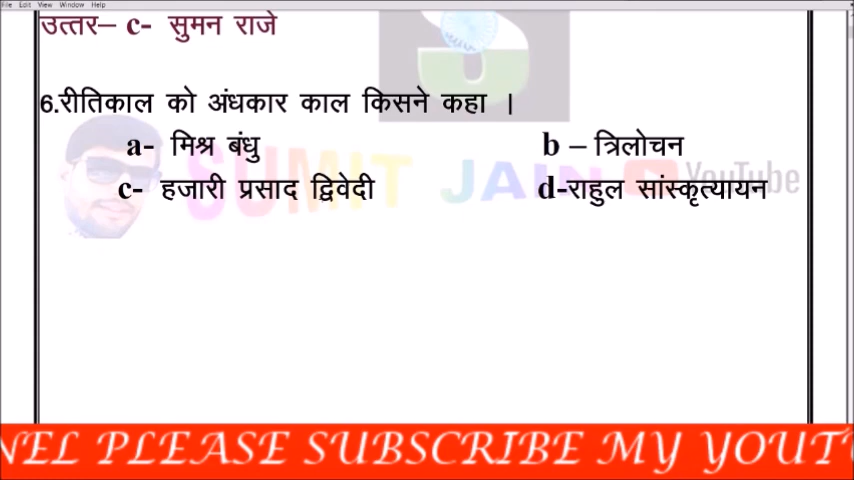 File Edit View Window Help
उत्तर– c- सुमन राजे
6.रीतिकाल को अंधकार काल किसने कहा |
a- मिश्र बंधु b – त्रिलोचन
c- हजारी प्रसाद द्विवेदी d-राहुल सांस्कृत्यायन
SUMIT JAIN YouTube
NEL PLEASE SUBSCRIBE MY YOUT